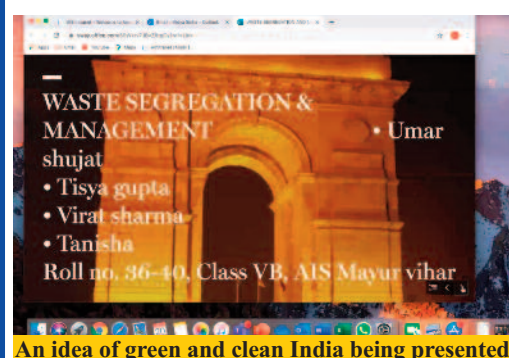 WASTE SEGREGATION &
MANAGEMENT • Umar
shujat
• Tisya gupta
• Virat sharma
• Tanisha
Roll no. 36-40, Class VB, AIS Mayur vihar
An idea of green and clean India being presented